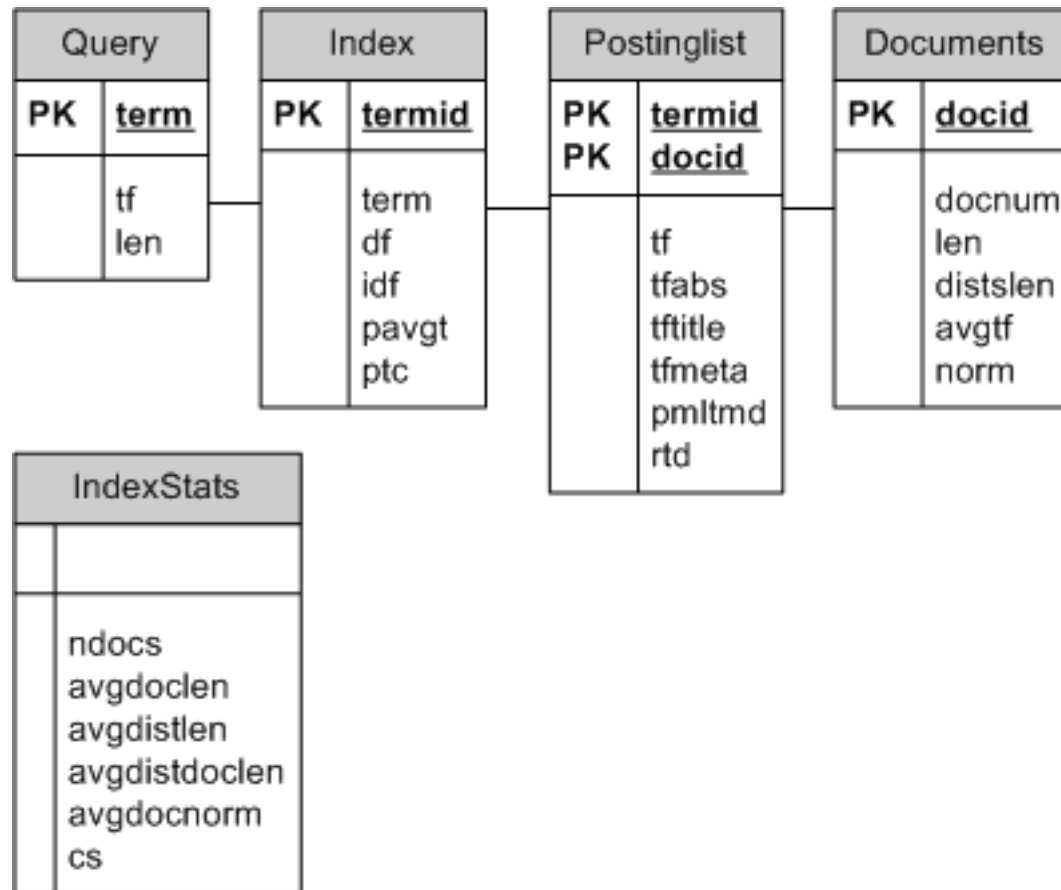 Query
PK term
tf
len
Index
PK termid
term
df
idf
pavgt
ptc
Postinglist
PK termid
PK docid
tf
tfabs
tftitle
tfmeta
pmltmd
rtd
Documents
PK docid
docnum
len
distslen
avgtf
norm
IndexStats
ndocs
avgdoclen
avgdistlen
avgdistdoclen
avgdocnorm
cs